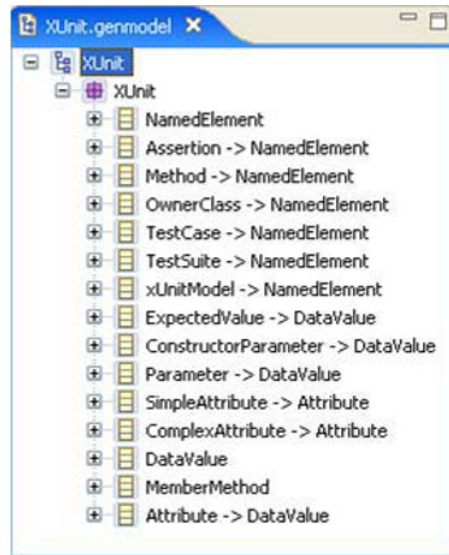 XUnit.genmodel
XUnit
XUnit
NamedElement
Assertion -> NamedElement
Method -> NamedElement
OwnerClass -> NamedElement
TestCase -> NamedElement
TestSuite -> NamedElement
xUnitModel -> NamedElement
ExpectedValue -> DataValue
ConstructorParameter -> DataValue
Parameter -> DataValue
SimpleAttribute -> Attribute
ComplexAttribute -> Attribute
DataValue
MemberMethod
Attribute -> DataValue